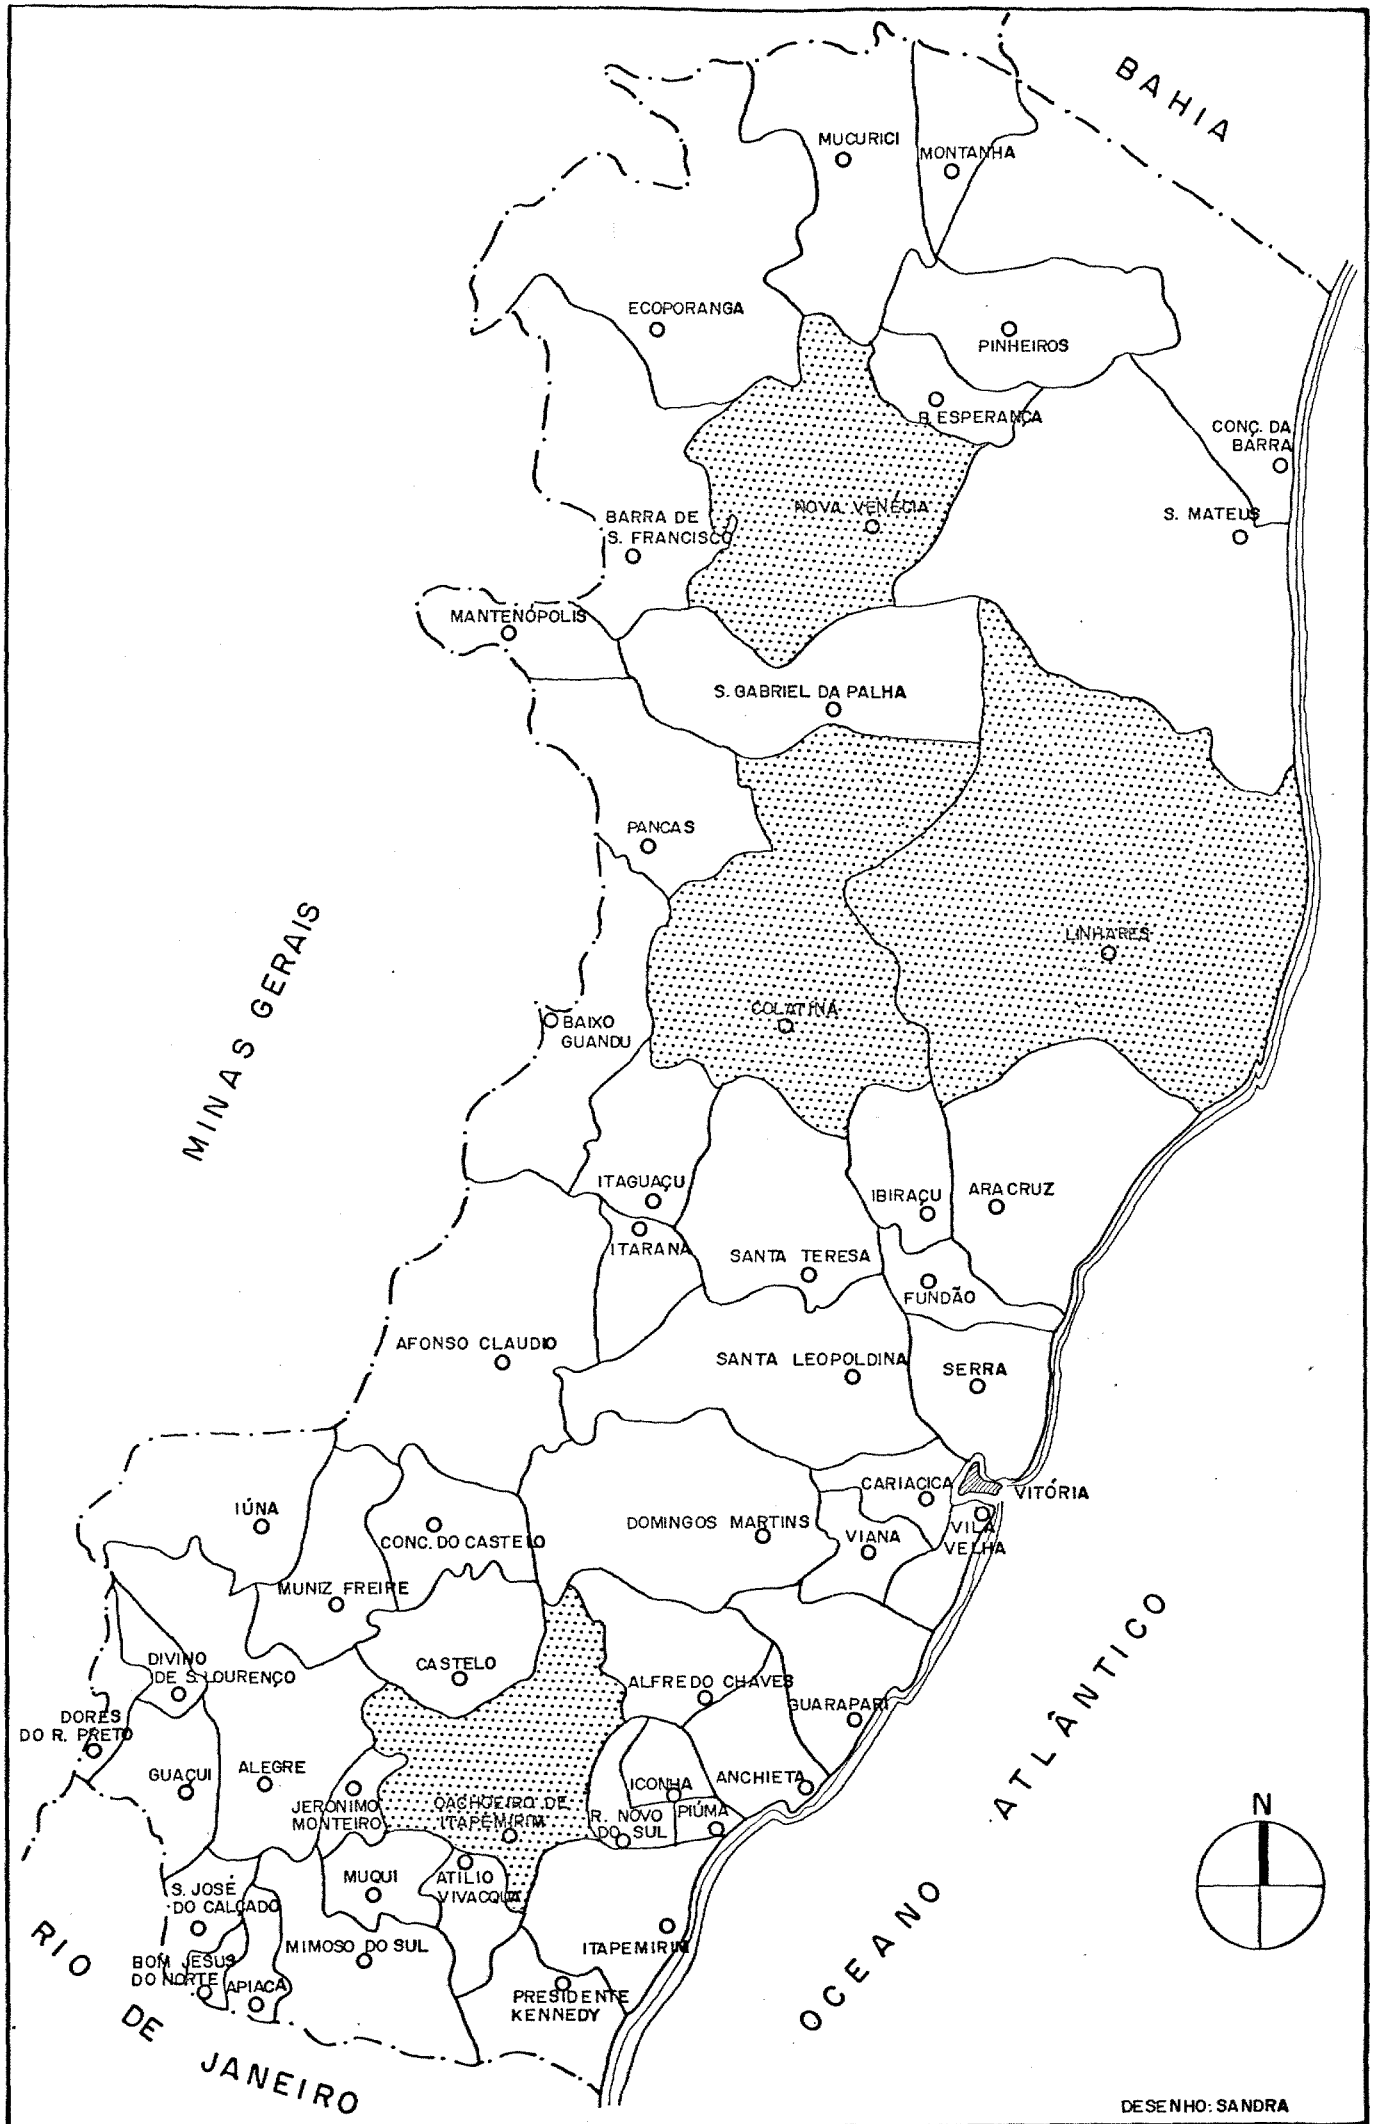 BAHIA
MUCURICI
MONTANHA
ECOPORANGA
PINHEIROS
B. ESPERANÇA
CONÇ. DA
BARRA
NOVA VENÉCIA
S. MATEUS
BARRA DE
S. FRANCISCO
MANTENÓPOLIS
S. GABRIEL DA PALHA
PANCAS
MINAS GERAIS
LINHARES
COLATINA
BAIXO
GUANDU
ITAGUAÇU
IBIRAÇU
ARACRUZ
ITARANA
SANTA TERESA
FUNDÃO
AFONSO CLAUDIO
SANTA LEOPOLDINA
SERRA
CARIACICA
VITÓRIA
IÚNA
CONC. DO CASTELO
DOMINGOS MARTINS
VIANA
VILA
VELHA
MUNIZ FREIRE
DIVINO
DE S. LOURENÇO
CASTELO
ALFREDO CHAVES
GUARAPARI
DORES
DO R. PRETO
GUAÇUI
ALEGRE
JERONIMO
MONTEIRO
CACHOEIRO DE
ITAPEMIRIM
ICONHA
ANCHIETA
R. NOVO
DO SUL
PIÚMA
OCEANO ATLÂNTICO
N
S. JOSÉ
DO CALÇADO
MUQUI
ATILIO
VIVACQUA
BOM JESUS
DO NORTE
APIACÁ
MIMOSO DO SUL
ITAPEMIRIM
PRESIDENTE
KENNEDY
RIO DE JANEIRO
DESENHO: SANDRA